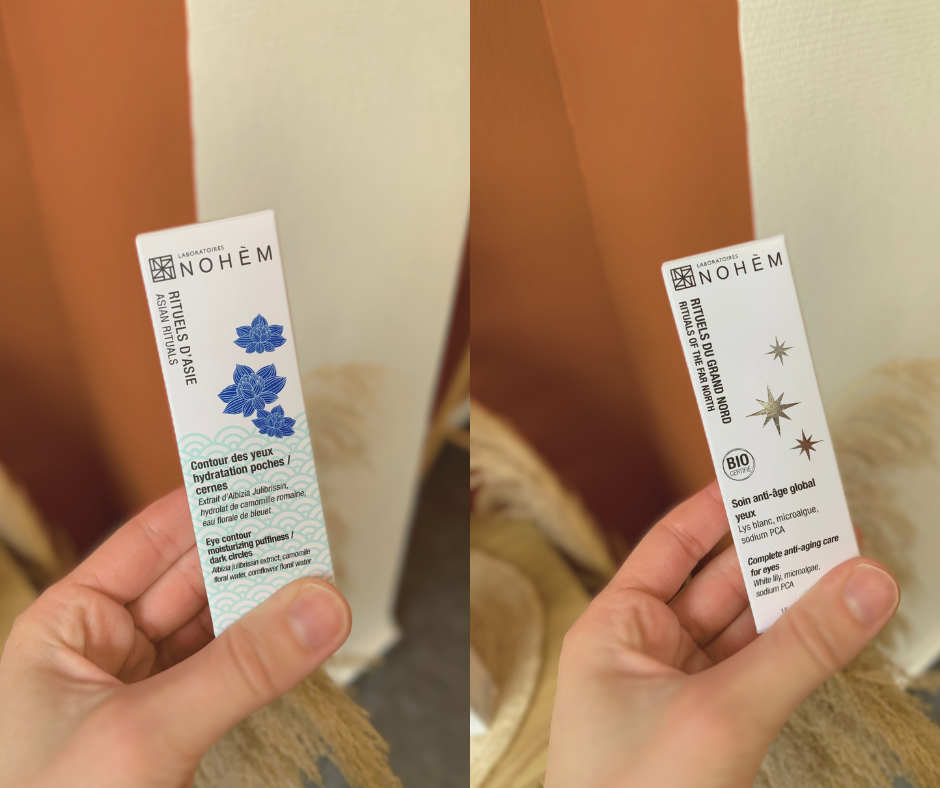 LABORATOIRES
NOHÈM
RITUELS D'ASIE
ASIAN RITUALS
Contour des yeux
hydratation poches /
cernes
Extrait d'Albizia Julibrissin,
hydrolat de camomille romaine,
eau florale de bleuet
Eye contour
moisturizing puffiness /
dark circles
Albizia julibrissin extract, camomile
floral water, cornflower floral water
LABORATOIRES
NOHÈM
RITUELS DU GRAND NORD
RITUALS OF THE FAR NORTH
BIO
CERTIFIÉ
Soin anti-âge global
yeux
Lys blanc, microalgue,
sodium PCA
Complete anti-aging care
for eyes
White lily, microalgae,
sodium PCA